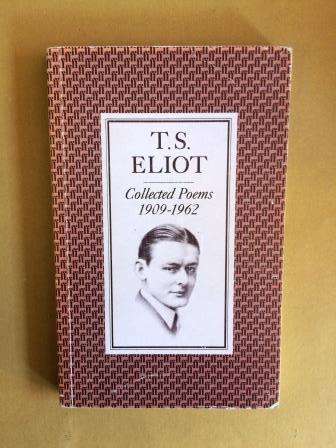 T. S.
ELIOT
Collected Poems
1909-1962